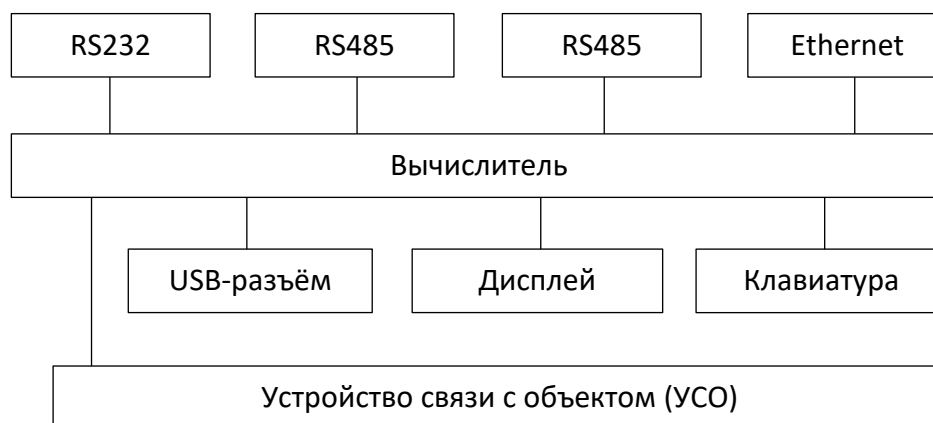 RS232
RS485
RS485
Ethernet
Вычислитель
USB-разъём
Дисплей
Клавиатура
Устройство связи с объектом (УСО)